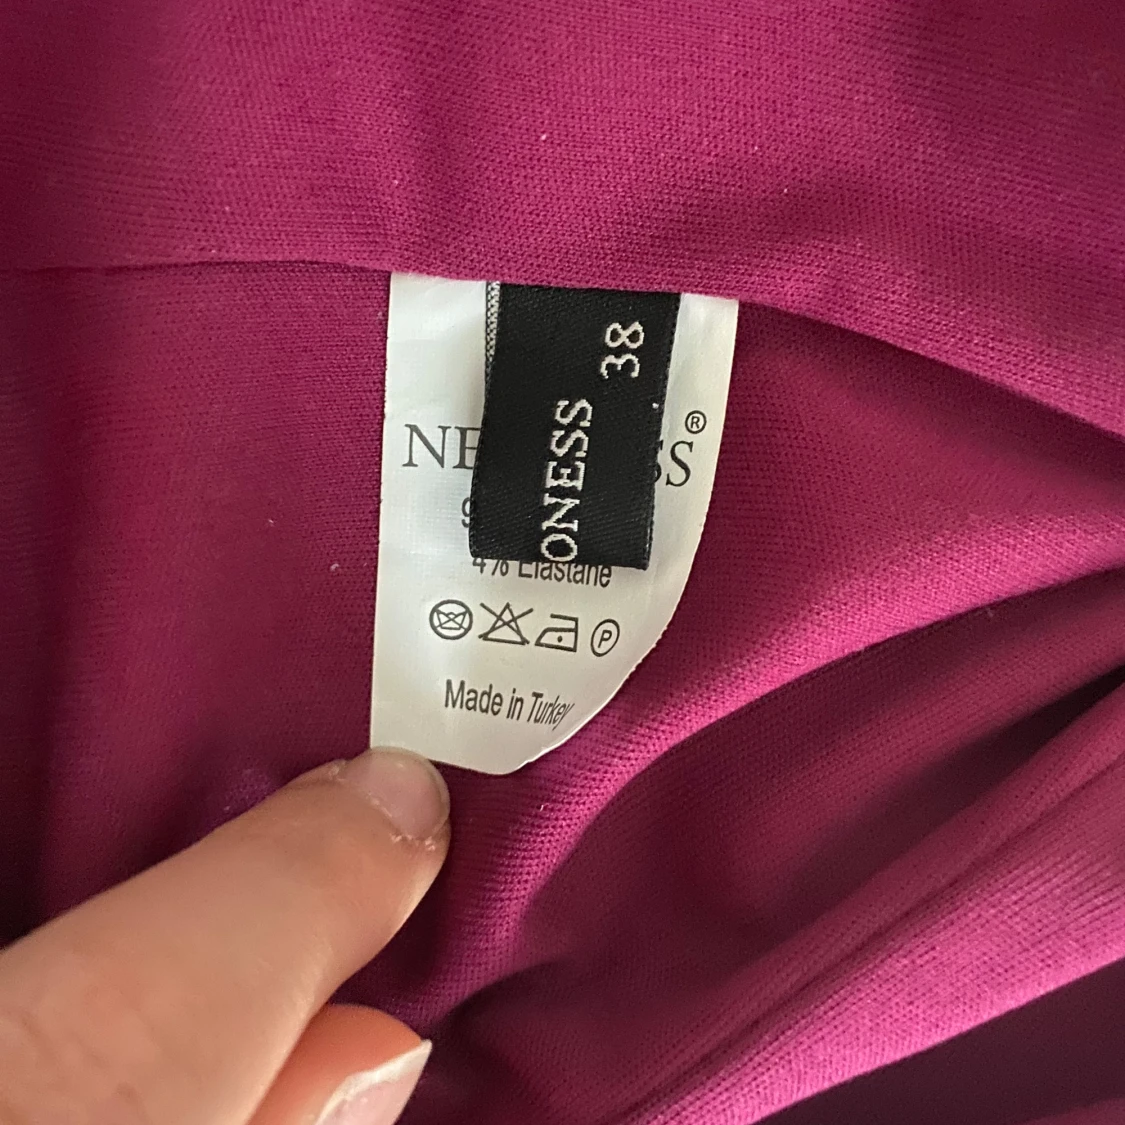 38
ONESS
NE SS®
4% Elastane
P
Made in Turkey